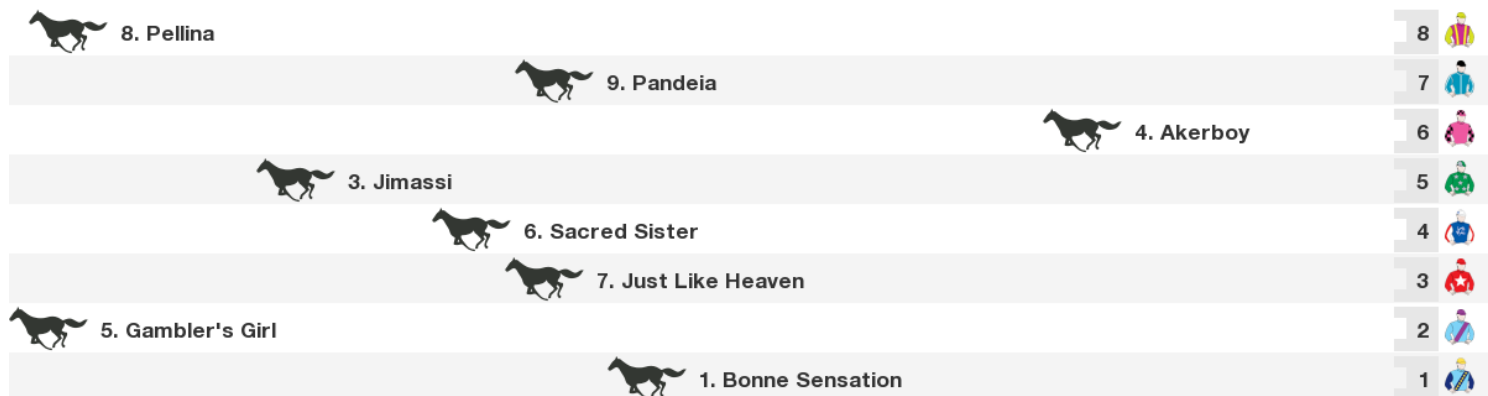 8. Pellina 8
9. Pandeia 7
4. Akerboy 6
3. Jimassi 5
6. Sacred Sister 4
7. Just Like Heaven 3
5. Gambler's Girl 2
1. Bonne Sensation 1